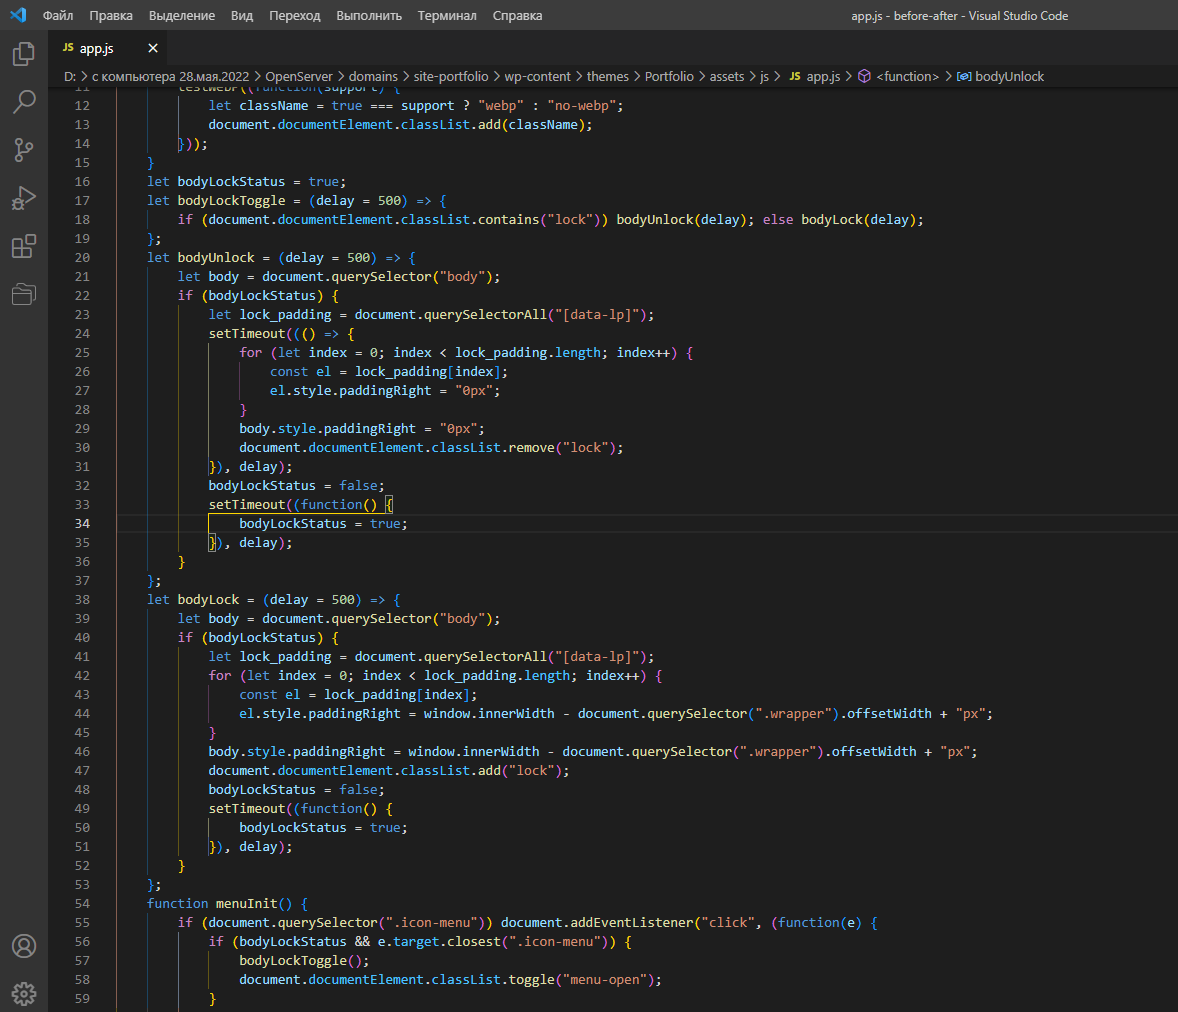 Файл Правка Выделение Вид Переход Выполнить Терминал Справка app.js - before-after - Visual Studio Code
JS app.js ×
D: > с компьютера 28.мая.2022 > OpenServer > domains > site-portfolio > wp-content > themes > Portfolio > assets > js > JS app.js > <function> > bodyUnlock
11 testWebP((function(support) {
12 let className = true === support ? "webp" : "no-webp";
13 document.documentElement.classList.add(className);
14 }));
15 }
16 let bodyLockStatus = true;
17 let bodyLockToggle = (delay = 500) => {
18 if (document.documentElement.classList.contains("lock")) bodyUnlock(delay); else bodyLock(delay);
19 };
20 let bodyUnlock = (delay = 500) => {
21 let body = document.querySelector("body");
22 if (bodyLockStatus) {
23 let lock_padding = document.querySelectorAll("[data-lp]");
24 setTimeout((() => {
25 for (let index = 0; index < lock_padding.length; index++) {
26 const el = lock_padding[index];
27 el.style.paddingRight = "0px";
28 }
29 body.style.paddingRight = "0px";
30 document.documentElement.classList.remove("lock");
31 }), delay);
32 bodyLockStatus = false;
33 setTimeout((function() {
34 bodyLockStatus = true;
35 }), delay);
36 }
37 };
38 let bodyLock = (delay = 500) => {
39 let body = document.querySelector("body");
40 if (bodyLockStatus) {
41 let lock_padding = document.querySelectorAll("[data-lp]");
42 for (let index = 0; index < lock_padding.length; index++) {
43 const el = lock_padding[index];
44 el.style.paddingRight = window.innerWidth - document.querySelector(".wrapper").offsetWidth + "px";
45 }
46 body.style.paddingRight = window.innerWidth - document.querySelector(".wrapper").offsetWidth + "px";
47 document.documentElement.classList.add("lock");
48 bodyLockStatus = false;
49 setTimeout((function() {
50 bodyLockStatus = true;
51 }), delay);
52 }
53 };
54 function menuInit() {
55 if (document.querySelector(".icon-menu")) document.addEventListener("click", (function(e) {
56 if (bodyLockStatus && e.target.closest(".icon-menu")) {
57 bodyLockToggle();
58 document.documentElement.classList.toggle("menu-open");
59 }